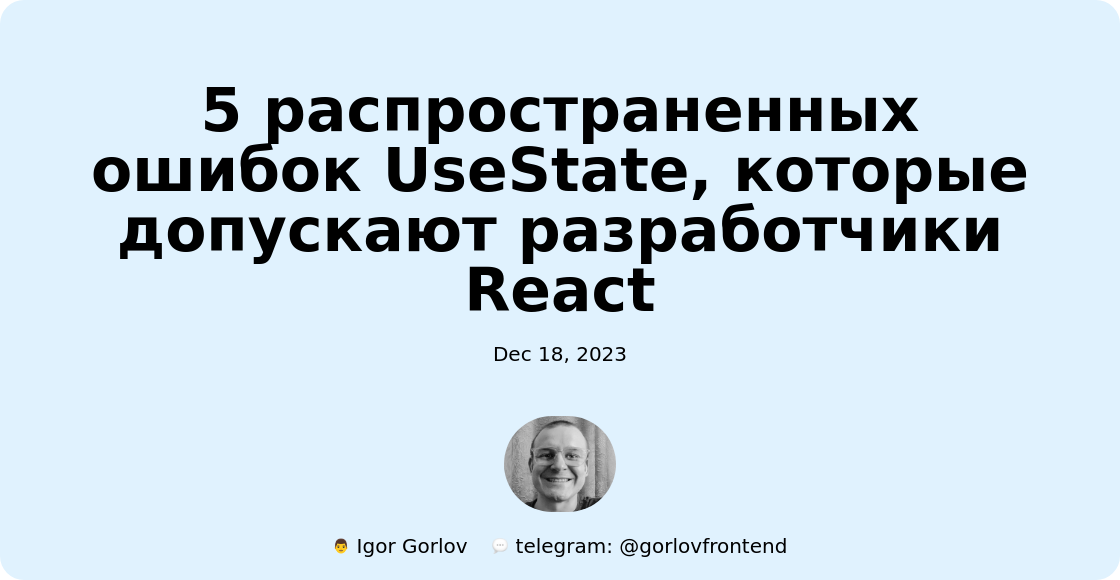 5 распространенных
ошибок UseState, которые
допускают разработчики
React
Dec 18, 2023
Igor Gorlov telegram: @gorlovfrontend